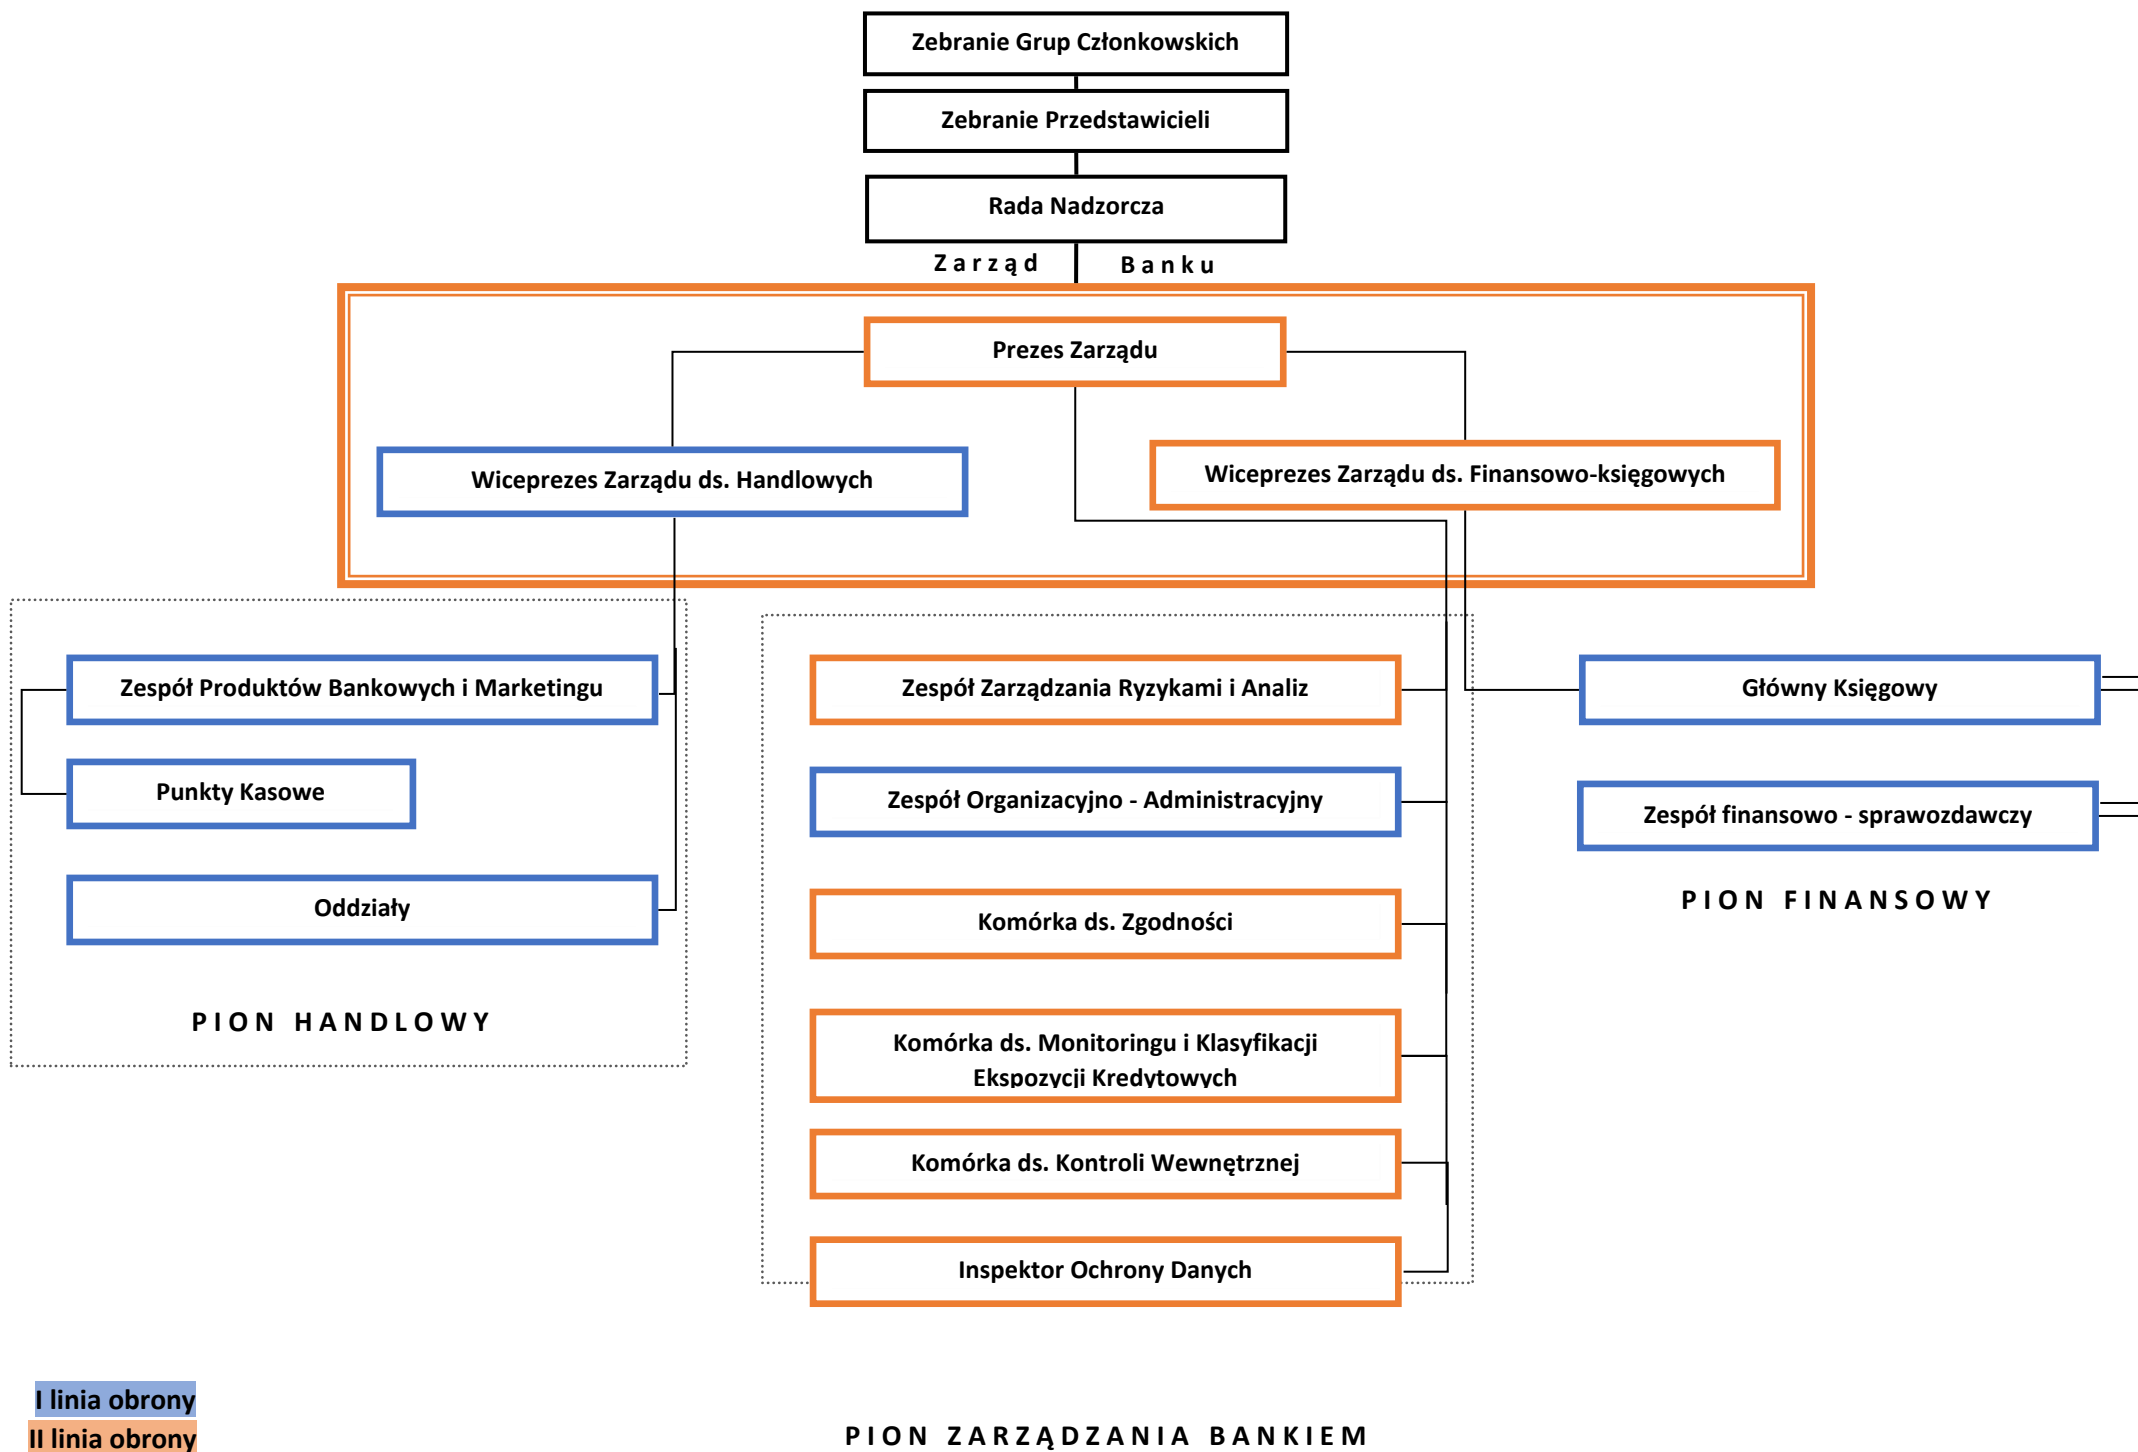 Zebranie Grup Członkowskich
Zebranie Przedstawicieli
Rada Nadzorcza
Zarząd Banku
Prezes Zarządu
Wiceprezes Zarządu ds. Handlowych
Wiceprezes Zarządu ds. Finansowo-księgowych
Zespół Produktów Bankowych i Marketingu
Punkty Kasowe
Oddziały
PION HANDLOWY
Zespół Zarządzania Ryzykami i Analiz
Zespół Organizacyjno - Administracyjny
Komórka ds. Zgodności
Komórka ds. Monitoringu i Klasyfikacji
Ekspozycji Kredytowych
Komórka ds. Kontroli Wewnętrznej
Inspektor Ochrony Danych
Główny Księgowy
Zespół finansowo - sprawozdawczy
PION FINANSOWY
I linia obrony
II linia obrony
PION ZARZĄDZANIA BANKIEM